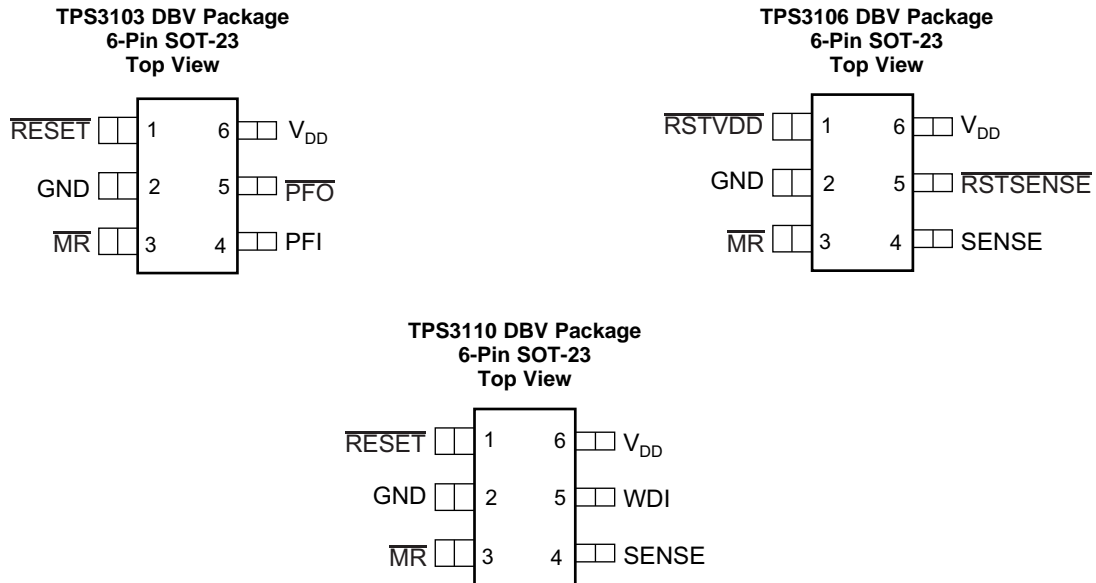 TPS3103 DBV Package
6-Pin SOT-23
Top View
RESET 1 6 VDD
GND 2 5 PFO
MR 3 4 PFI
TPS3106 DBV Package
6-Pin SOT-23
Top View
RSTVDD 1 6 VDD
GND 2 5 RSTSENSE
MR 3 4 SENSE
TPS3110 DBV Package
6-Pin SOT-23
Top View
RESET 1 6 VDD
GND 2 5 WDI
MR 3 4 SENSE